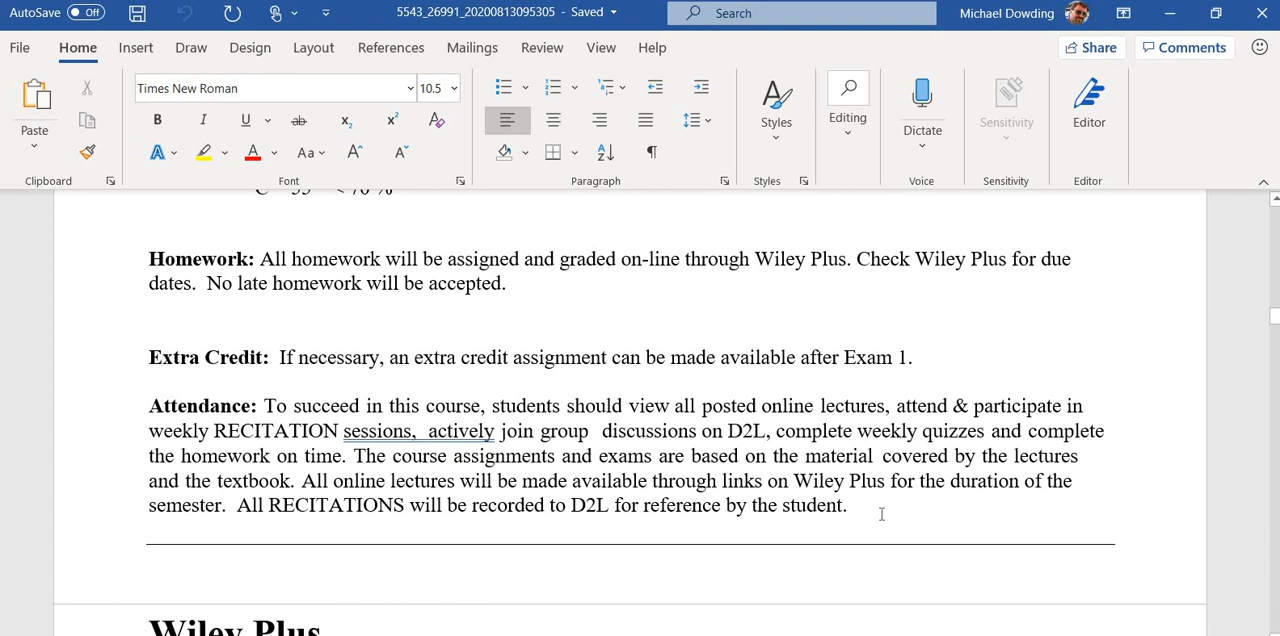 AutoSave Off 5543_26991_20200813095305 - Saved Search Michael Dowding
File Home Insert Draw Design Layout References Mailings Review View Help Share Comments
Times New Roman 10.5
Paste B I U ab x₂ x² A Styles Editing Dictate Sensitivity Editor
A A Aa A A A Z ¶
Clipboard Font Paragraph Styles Voice Sensitivity Editor
Homework: All homework will be assigned and graded on-line through Wiley Plus. Check Wiley Plus for due
dates. No late homework will be accepted.
Extra Credit: If necessary, an extra credit assignment can be made available after Exam 1.
Attendance: To succeed in this course, students should view all posted online lectures, attend & participate in
weekly RECITATION sessions, actively join group discussions on D2L, complete weekly quizzes and complete
the homework on time. The course assignments and exams are based on the material covered by the lectures
and the textbook. All online lectures will be made available through links on Wiley Plus for the duration of the
semester. All RECITATIONS will be recorded to D2L for reference by the student.
Wiley Plus